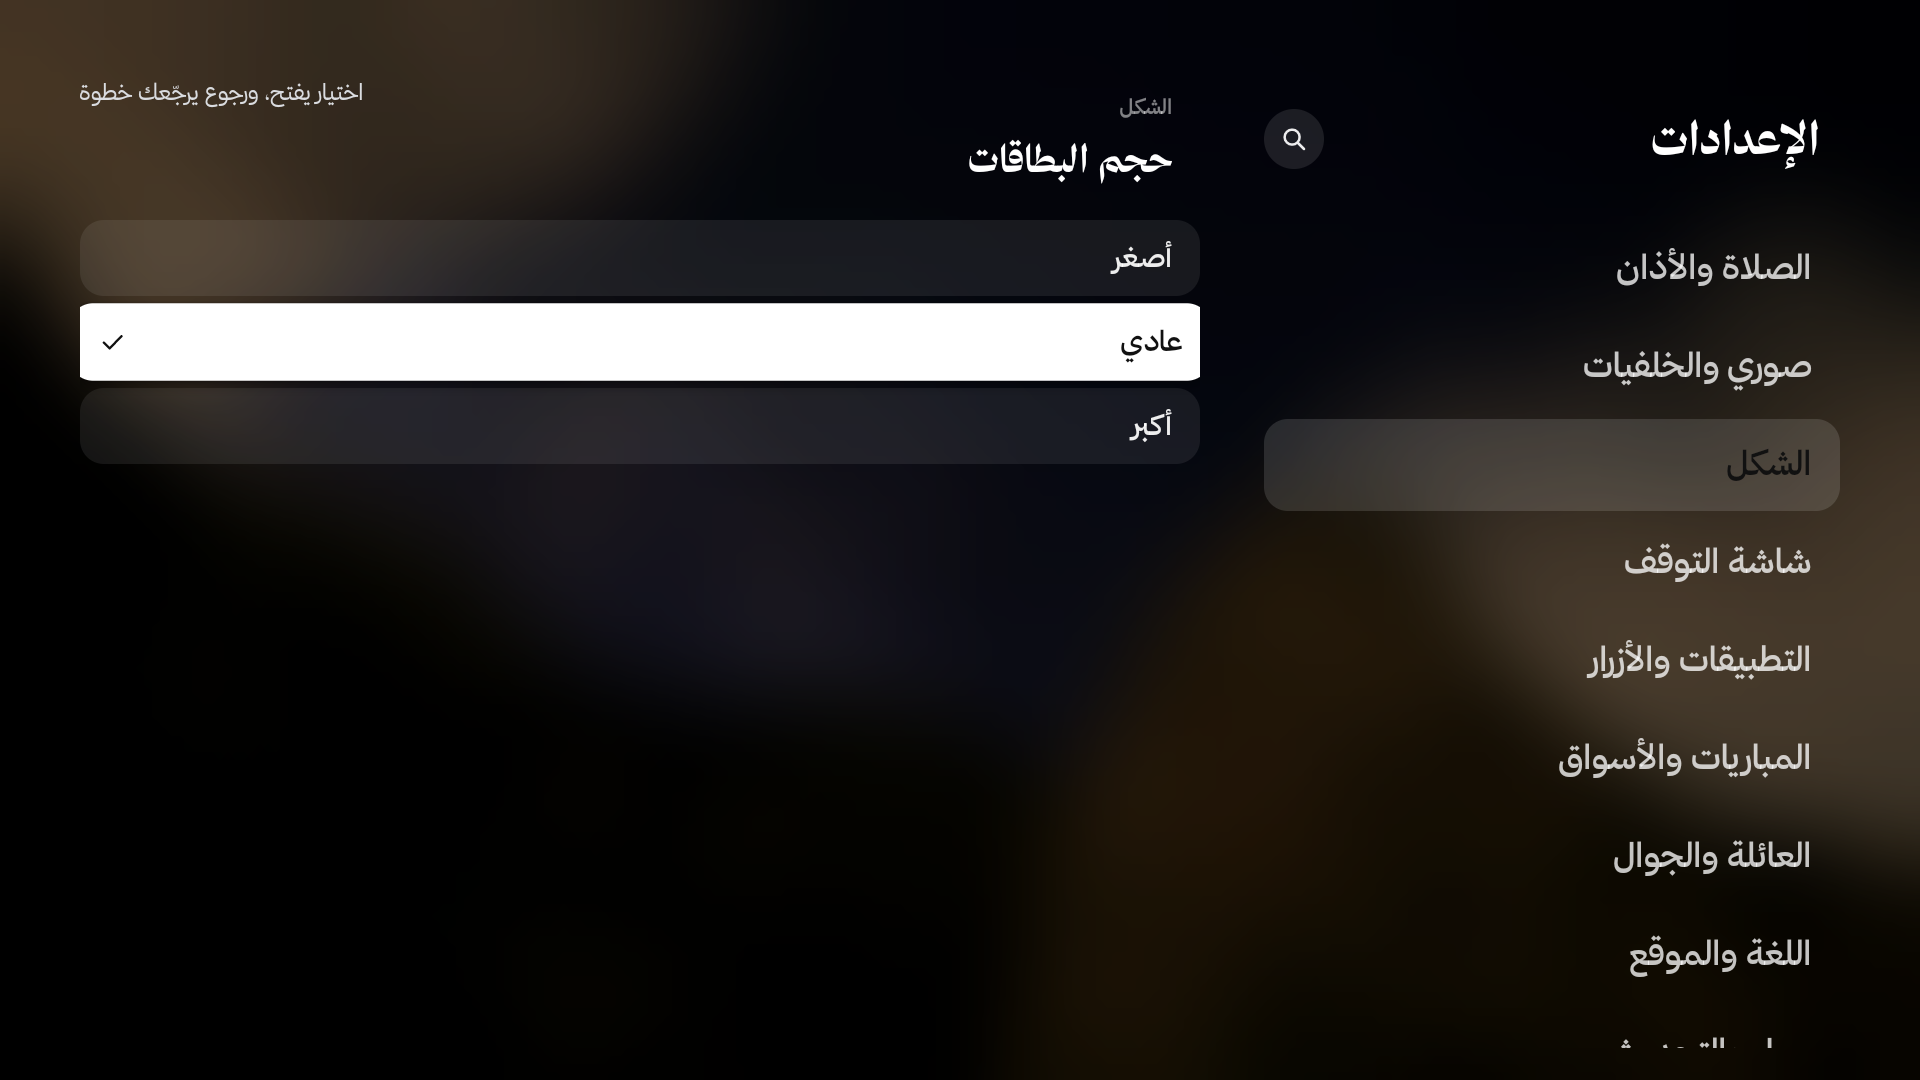 الإعدادات
الصلاة والأذان
صوري والخلفيات
الشكل
شاشة التوقف
التطبيقات والأزرار
المباريات والأسواق
العائلة والجوال
اللغة والموقع
اختيار يفتح، ورجوع يرجّعك خطوة
الشكل
حجم البطاقات
أصغر
عادي
أكبر